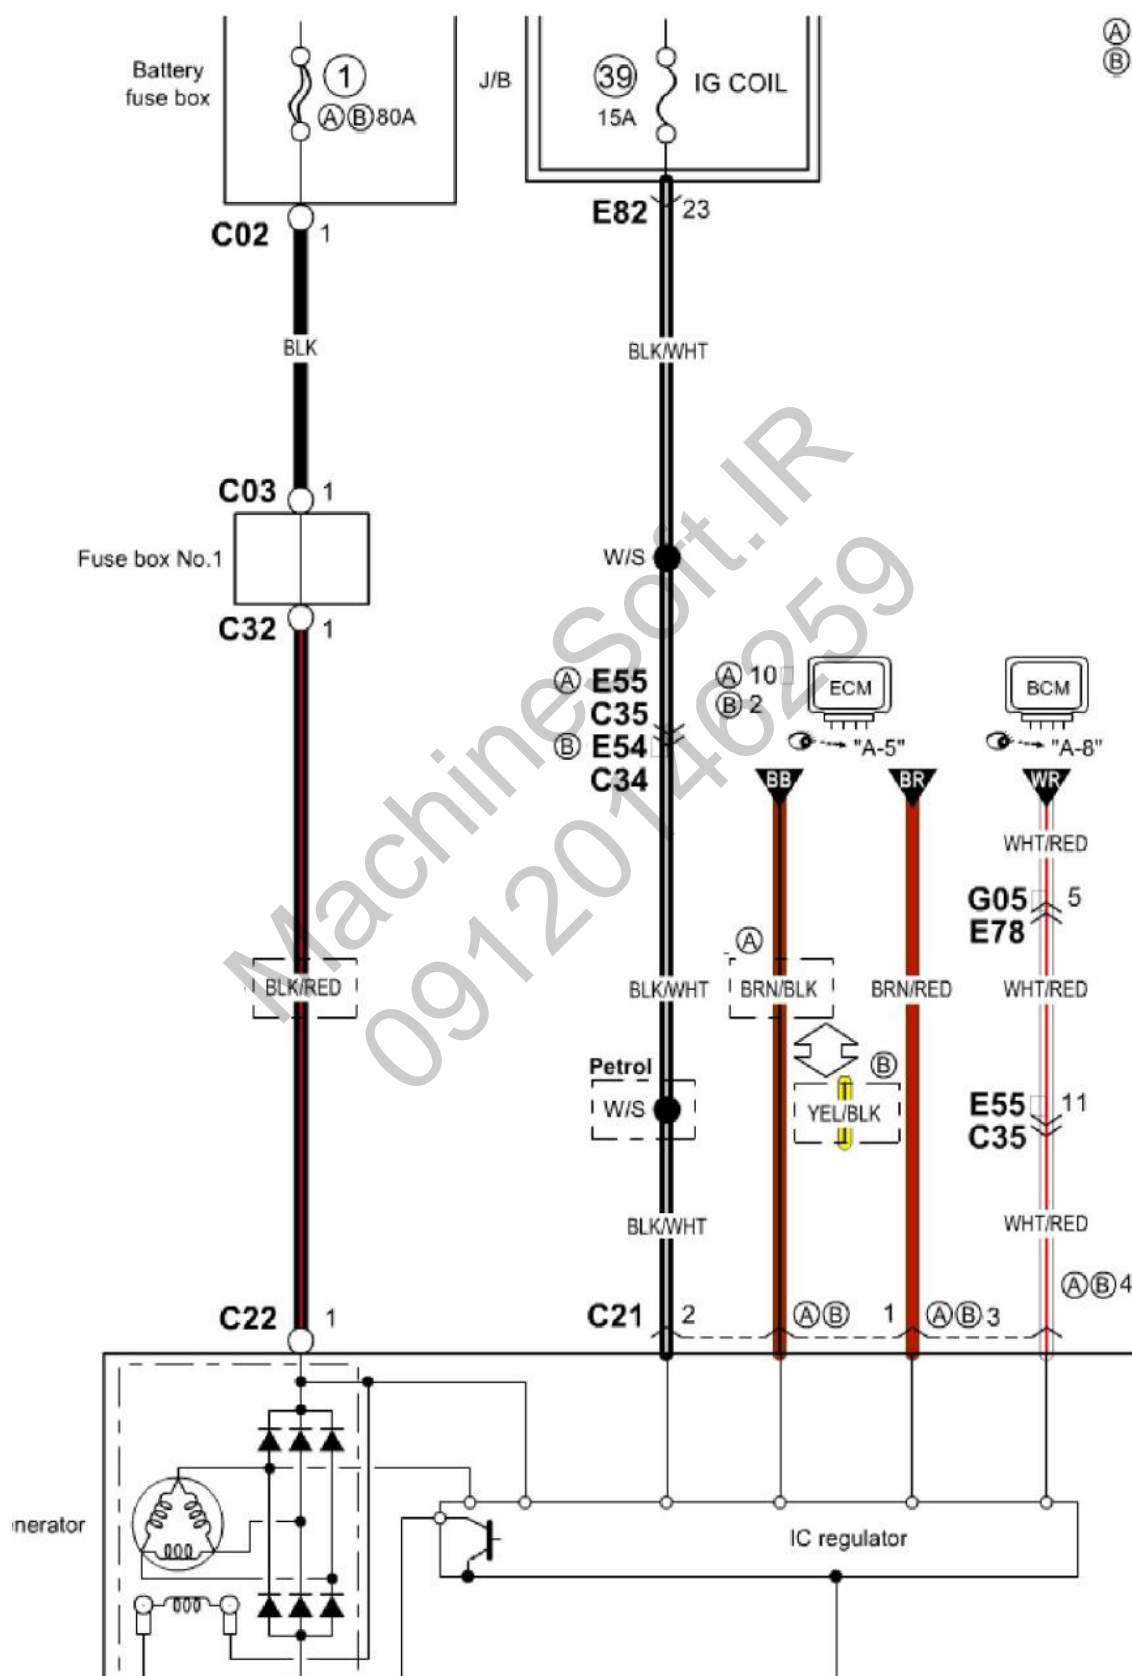 Battery
fuse box
1
A B 80A
J/B
39
15A
IG COIL
A
B
C02
1
E82
23
BLK
BLK/WHT
C03
1
Fuse box No.1
W/S
C32
1
A E55
C35
B E54
C34
A 10
B 2
ECM
"A-5"
BCM
"A-8"
BB
BR
WR
WHT/RED
G05
5
E78
A
BLK/RED
BLK/WHT
BRN/BLK
BRN/RED
WHT/RED
Petrol
W/S
B
YEL/BLK
E55
11
C35
BLK/WHT
WHT/RED
A B 4
C22
1
C21
2
A B 1
A B 3
nerator
IC regulator
MachineSoft.IR
09120146259